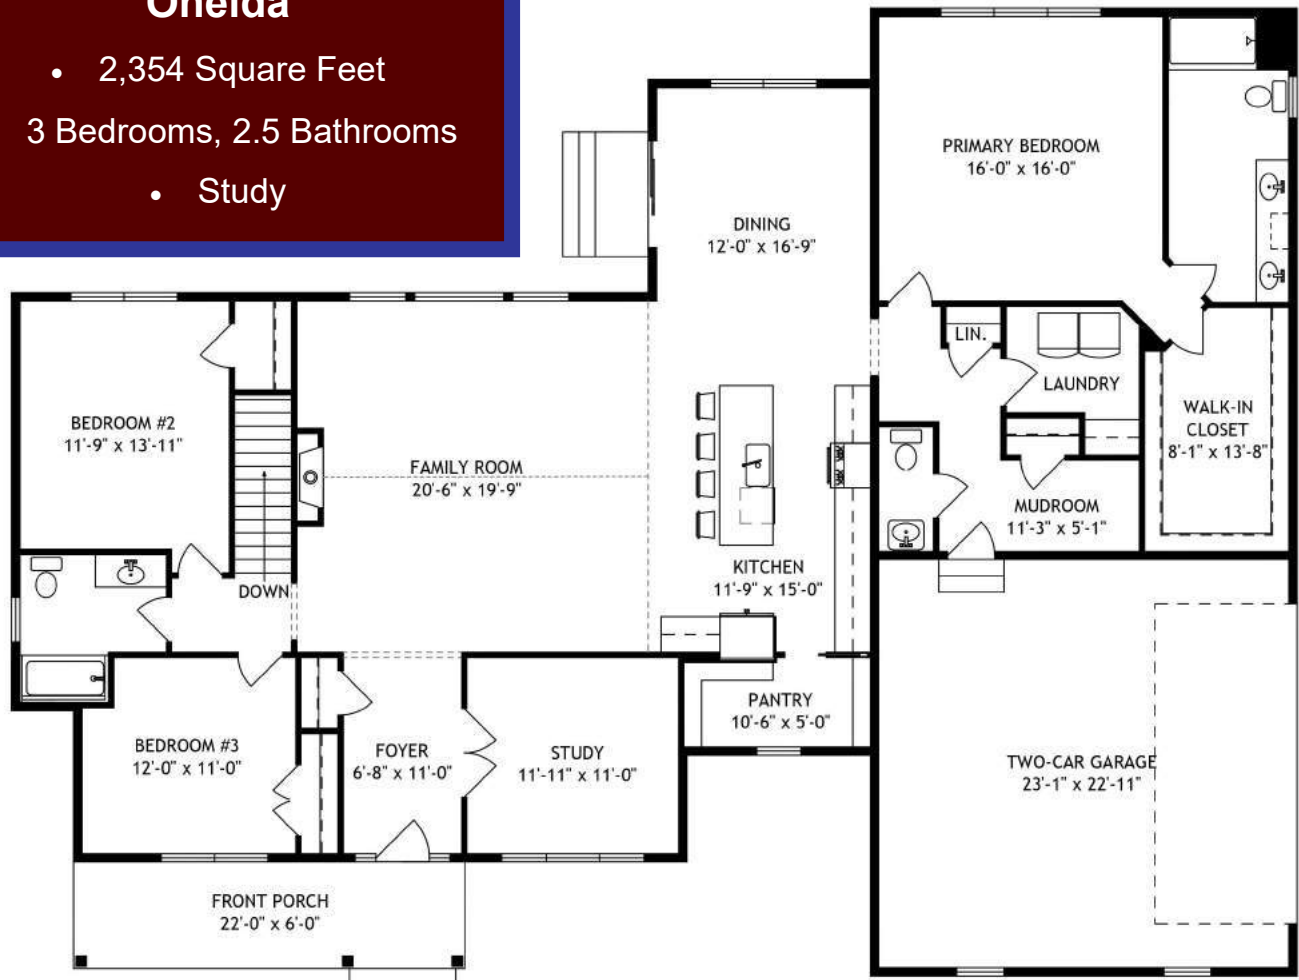 Oneida
• 2,354 Square Feet
3 Bedrooms, 2.5 Bathrooms
• Study
PRIMARY BEDROOM
16'-0" x 16'-0"
DINING
12'-0" x 16'-9"
LIN.
LAUNDRY
WALK-IN
CLOSET
8'-1" x 13'-8"
BEDROOM #2
11'-9" x 13'-11"
FAMILY ROOM
20'-6" x 19'-9"
MUDROOM
11'-3" x 5'-1"
KITCHEN
11'-9" x 15'-0"
DOWN
PANTRY
10'-6" x 5'-0"
BEDROOM #3
12'-0" x 11'-0"
FOYER
6'-8" x 11'-0"
STUDY
11'-11" x 11'-0"
TWO-CAR GARAGE
23'-1" x 22'-11"
FRONT PORCH
22'-0" x 6'-0"